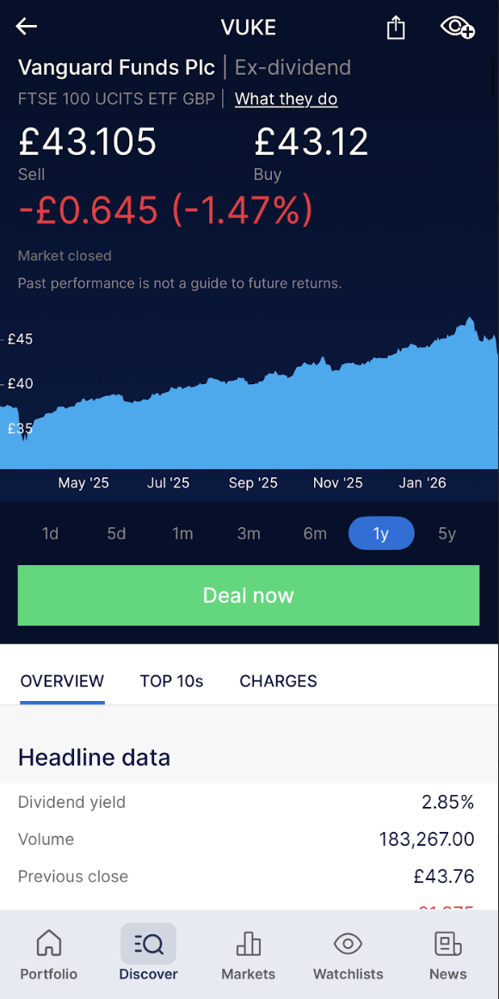 VUKE
Vanguard Funds Plc | Ex-dividend
FTSE 100 UCITS ETF GBP | What they do
£43.105 £43.12
Sell Buy
-£0.645 (-1.47%)
Market closed
Past performance is not a guide to future returns.
£45
£40
£35
May '25 Jul '25 Sep '25 Nov '25 Jan '26
1d 5d 1m 3m 6m 1y 5y
Deal now
OVERVIEW TOP 10s CHARGES
Headline data
Dividend yield 2.85%
Volume 183,267.00
Previous close £43.76
Portfolio Discover Markets Watchlists News